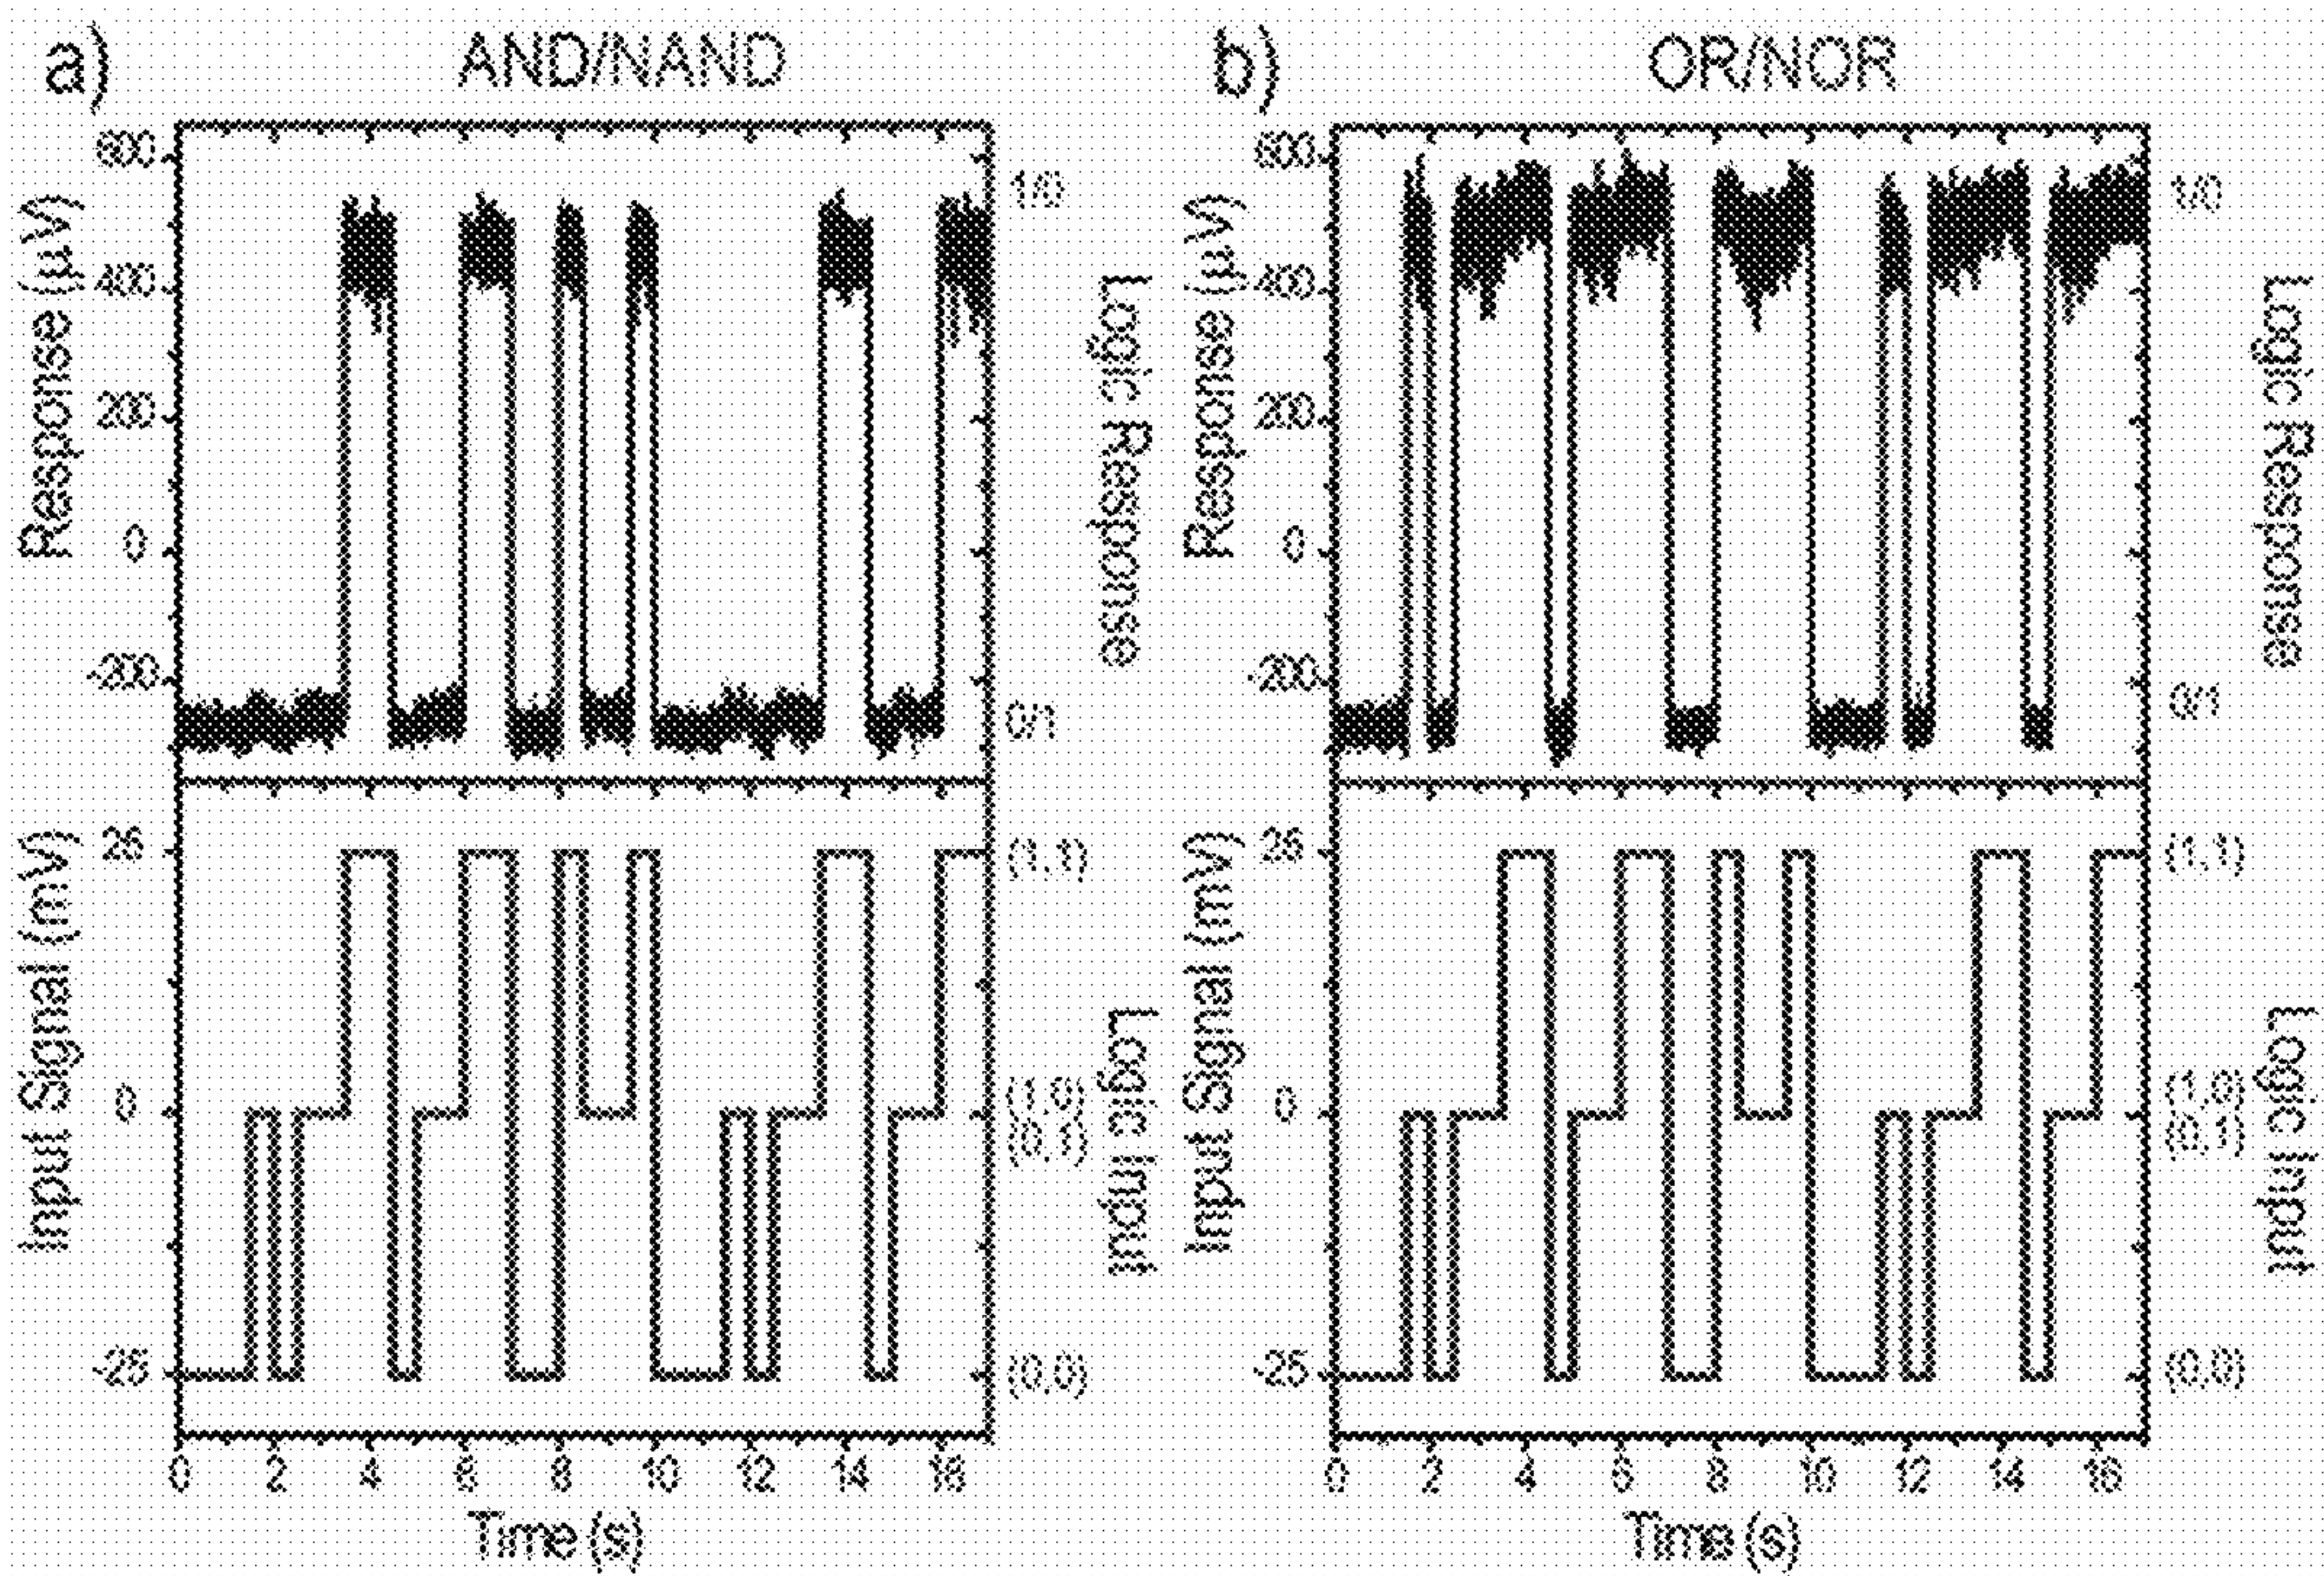 a) AND/NAND
600
400
200
0
-200
Response (µV)
1/0
0/1
Logic Response
25
0
-25
Input Signal (mV)
(1,1)
(1,0)
(0,1)
(0,0)
Logic Input
0 2 4 6 8 10 12 14 16
Time (s)
b) OR/NOR
600
400
200
0
-200
Response (µV)
1/0
0/1
Logic Response
25
0
-25
Input Signal (mV)
(1,1)
(1,0)
(0,1)
(0,0)
Logic Input
0 2 4 6 8 10 12 14 16
Time (s)